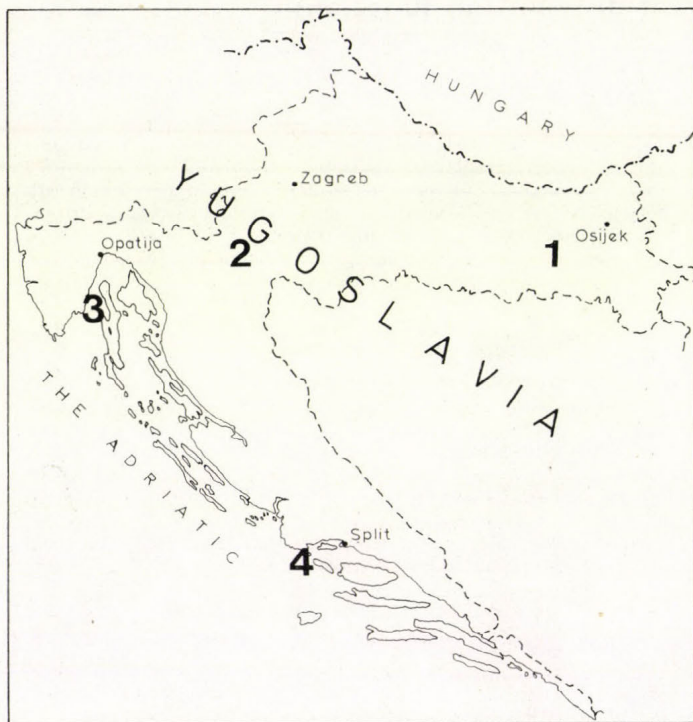 HUNGARY
Zagreb
YUGOSLAVIA
Osijek
1
2
Opatija
3
THE ADRIATIC
Split
4